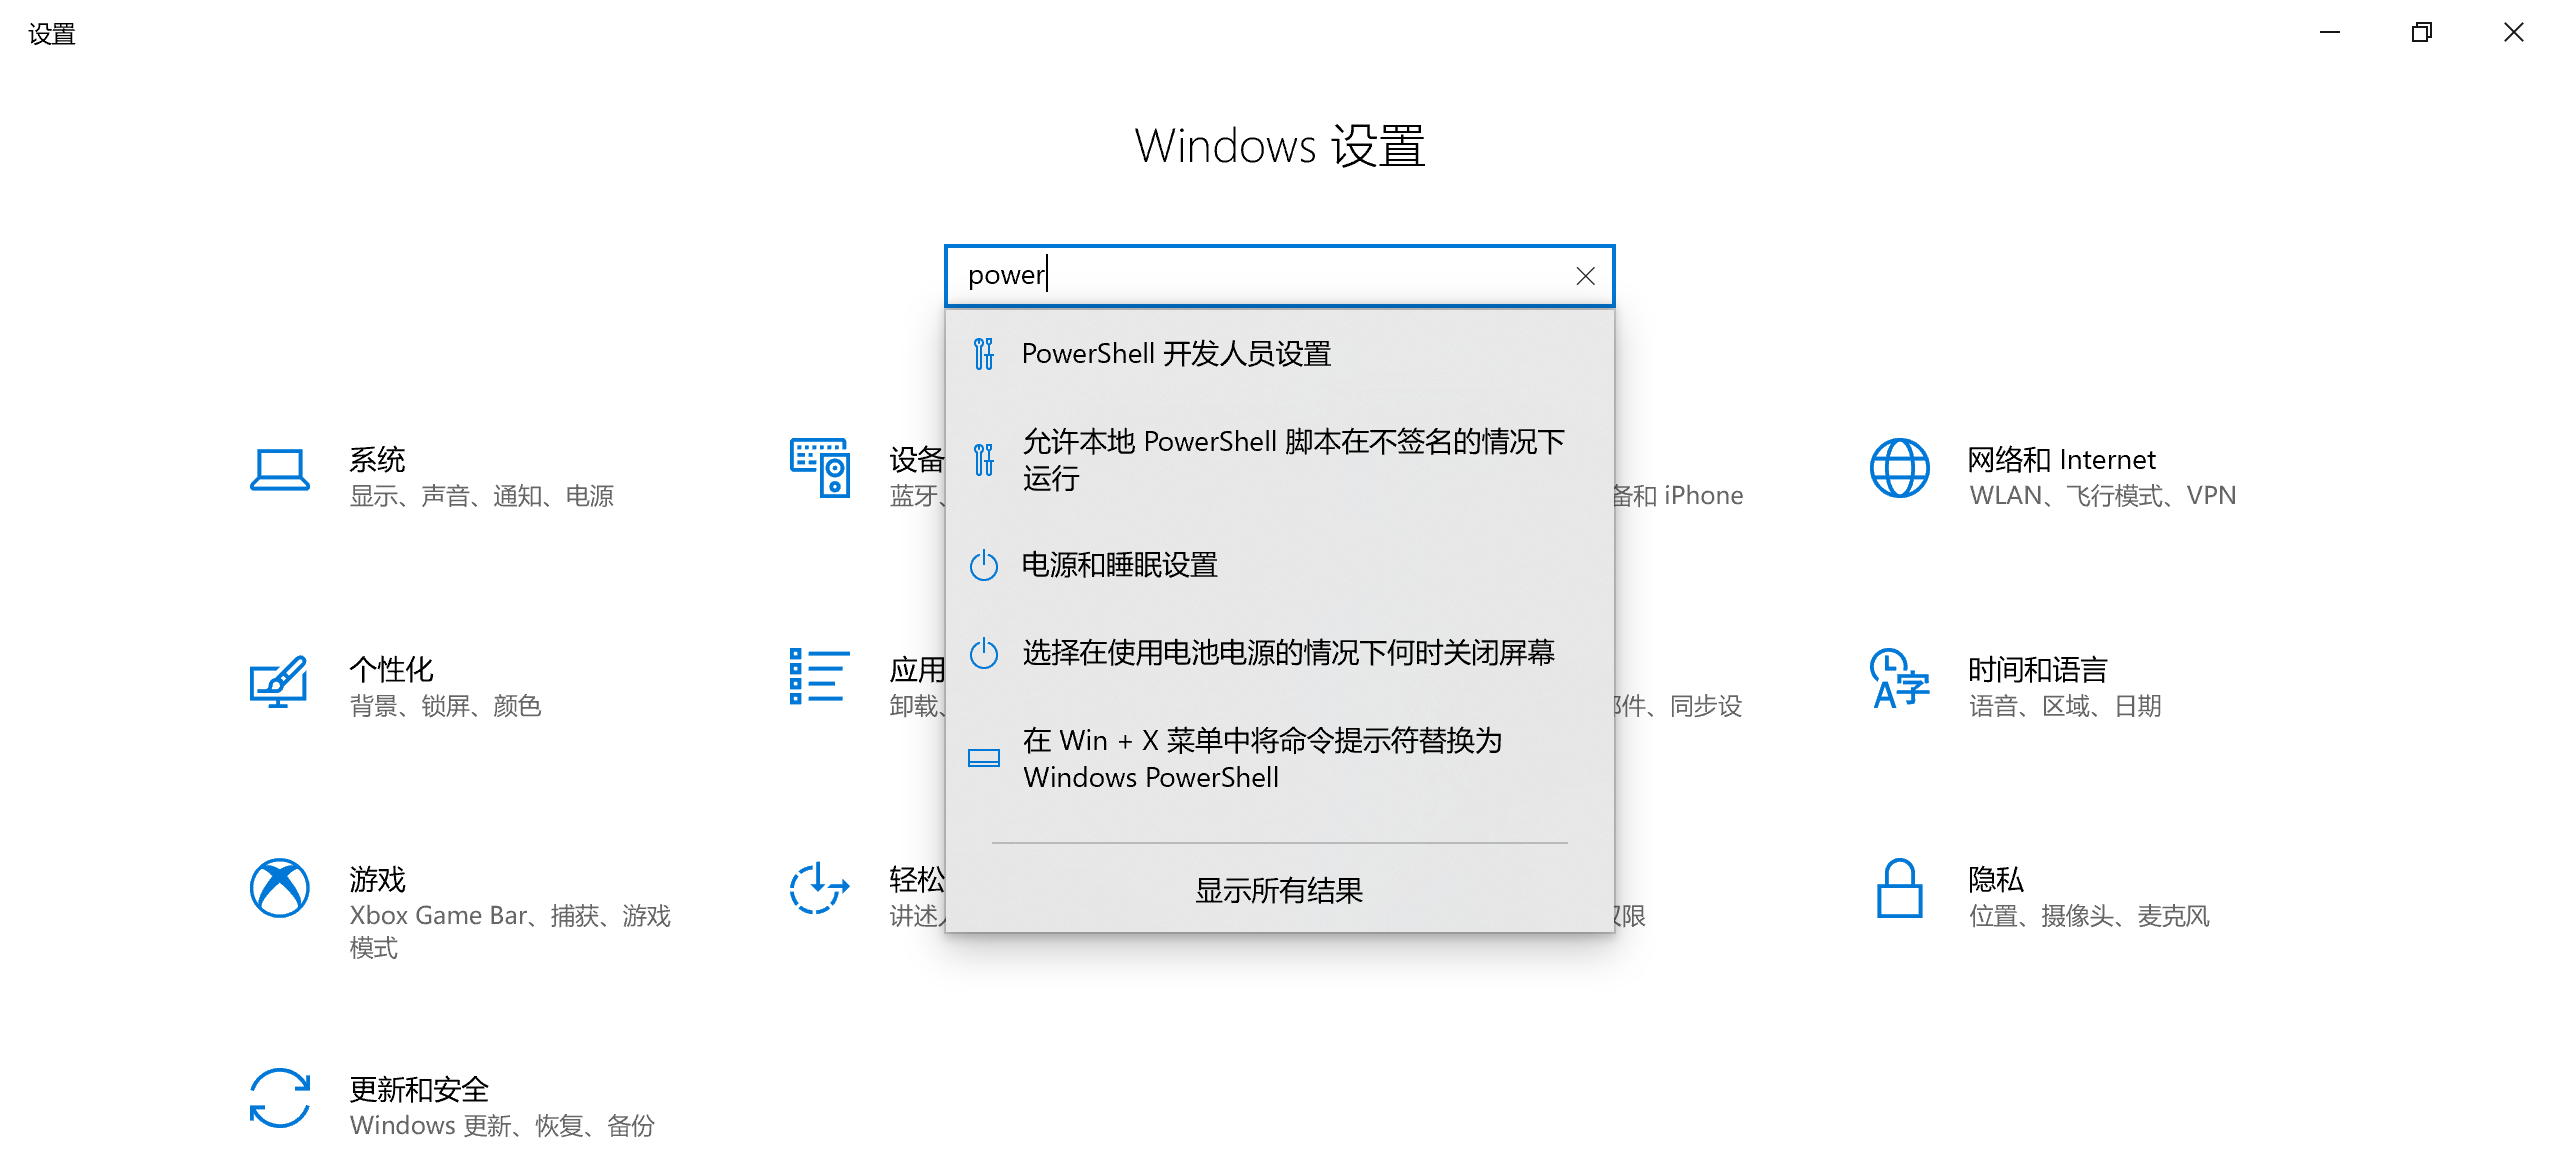 设置
Windows 设置
power
PowerShell 开发人员设置
允许本地 PowerShell 脚本在不签名的情况下
运行
电源和睡眠设置
选择在使用电池电源的情况下何时关闭屏幕
在 Win + X 菜单中将命令提示符替换为
Windows PowerShell
显示所有结果
系统
显示、声音、通知、电源
设备
蓝牙、
备和 iPhone
网络和 Internet
WLAN、飞行模式、VPN
个性化
背景、锁屏、颜色
应用
卸载、
件、同步设
时间和语言
语音、区域、日期
游戏
Xbox Game Bar、捕获、游戏
模式
轻松
讲述
限
隐私
位置、摄像头、麦克风
更新和安全
Windows 更新、恢复、备份